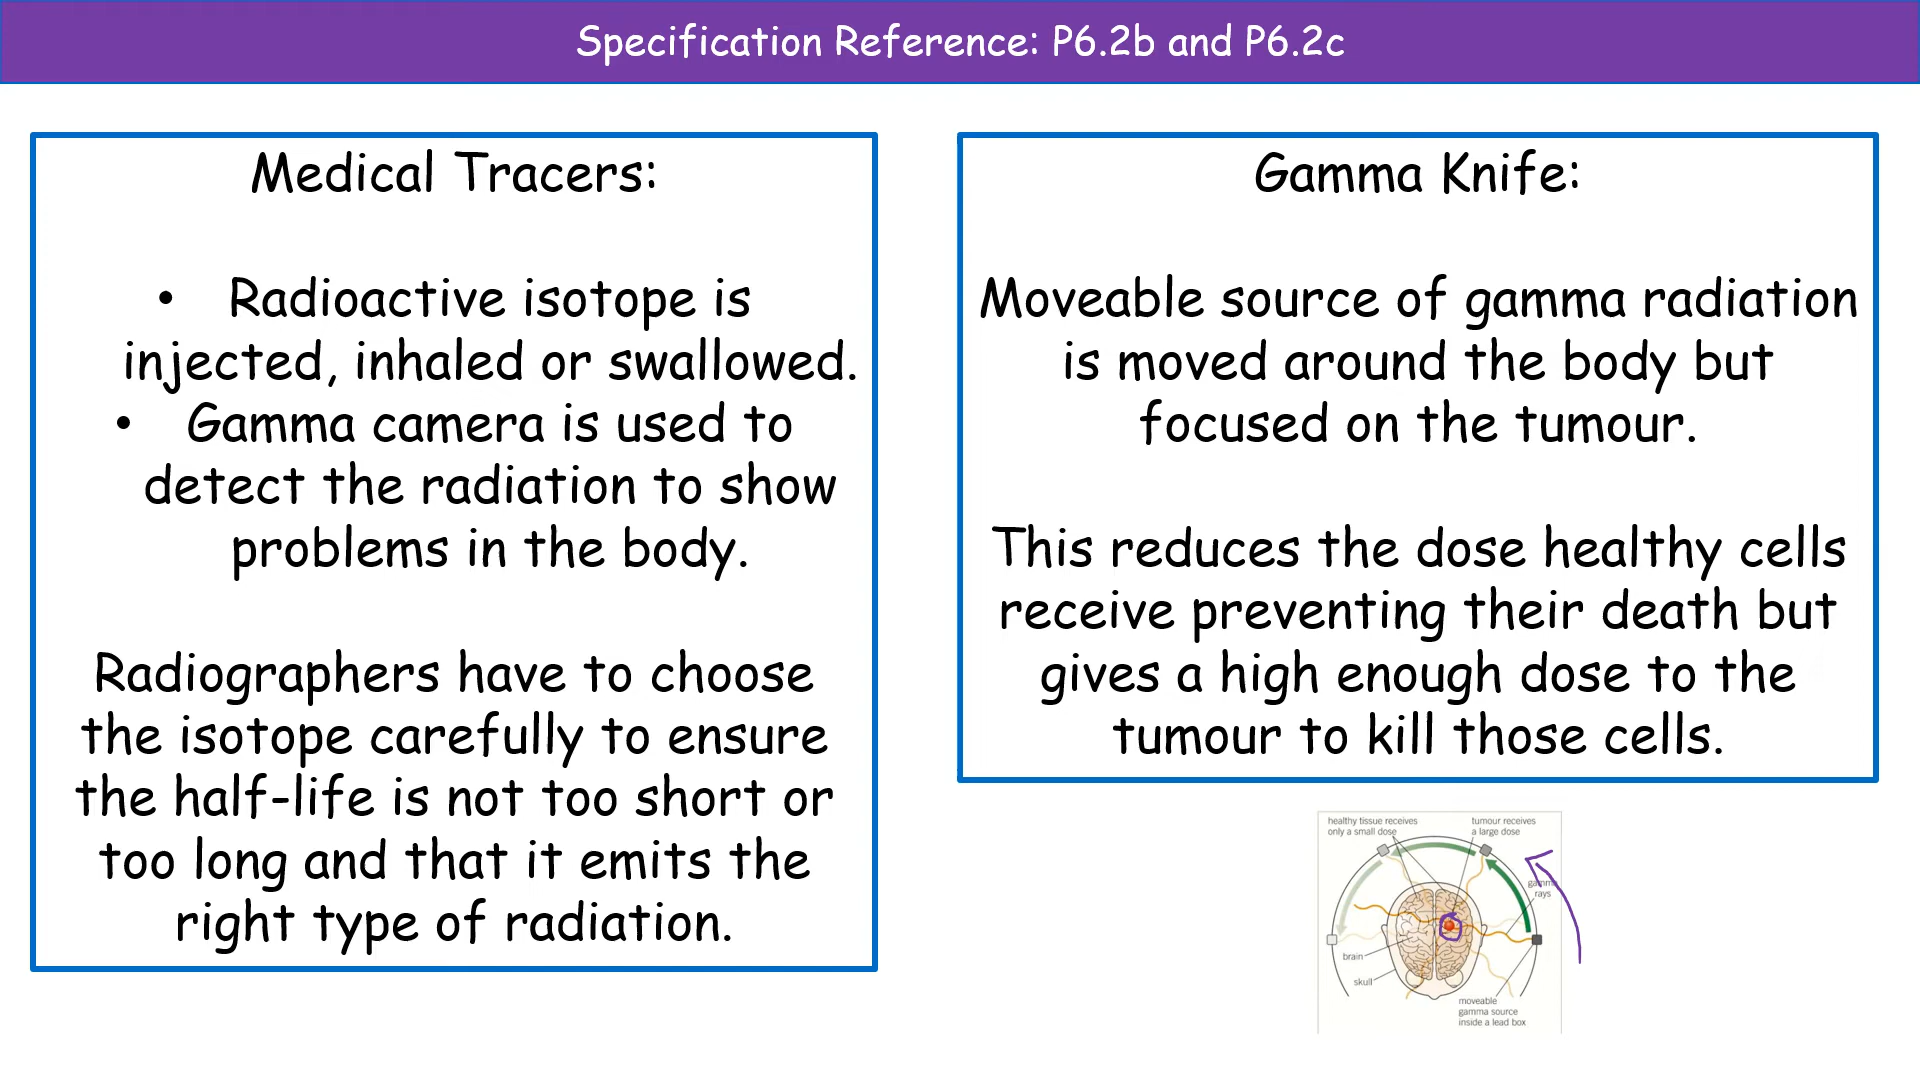 Specification Reference: P6.2b and P6.2c
Medical Tracers:
• Radioactive isotope is
injected, inhaled or swallowed.
• Gamma camera is used to
detect the radiation to show
problems in the body.
Radiographers have to choose
the isotope carefully to ensure
the half-life is not too short or
too long and that it emits the
right type of radiation.
Gamma Knife:
Moveable source of gamma radiation
is moved around the body but
focused on the tumour.
This reduces the dose healthy cells
receive preventing their death but
gives a high enough dose to the
tumour to kill those cells.
healthy tissue receives
only a small dose
tumour receives
a large dose
gamma
rays
brain
skull
moveable
gamma source
inside a lead box